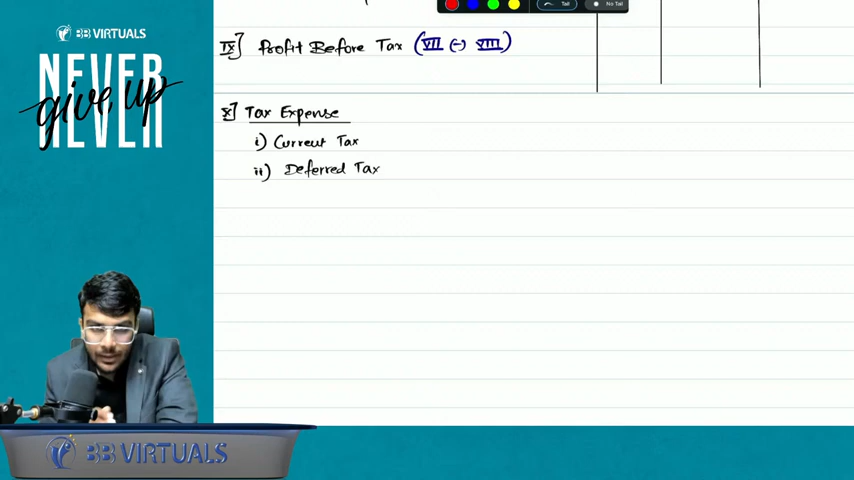 BB VIRTUALS
NEVER
give up
NEVER
Tail
No Tail
IX] Profit Before Tax (VII (-) VIII)
X] Tax Expense
i) Current Tax
ii) Deferred Tax
BB VIRTUALS